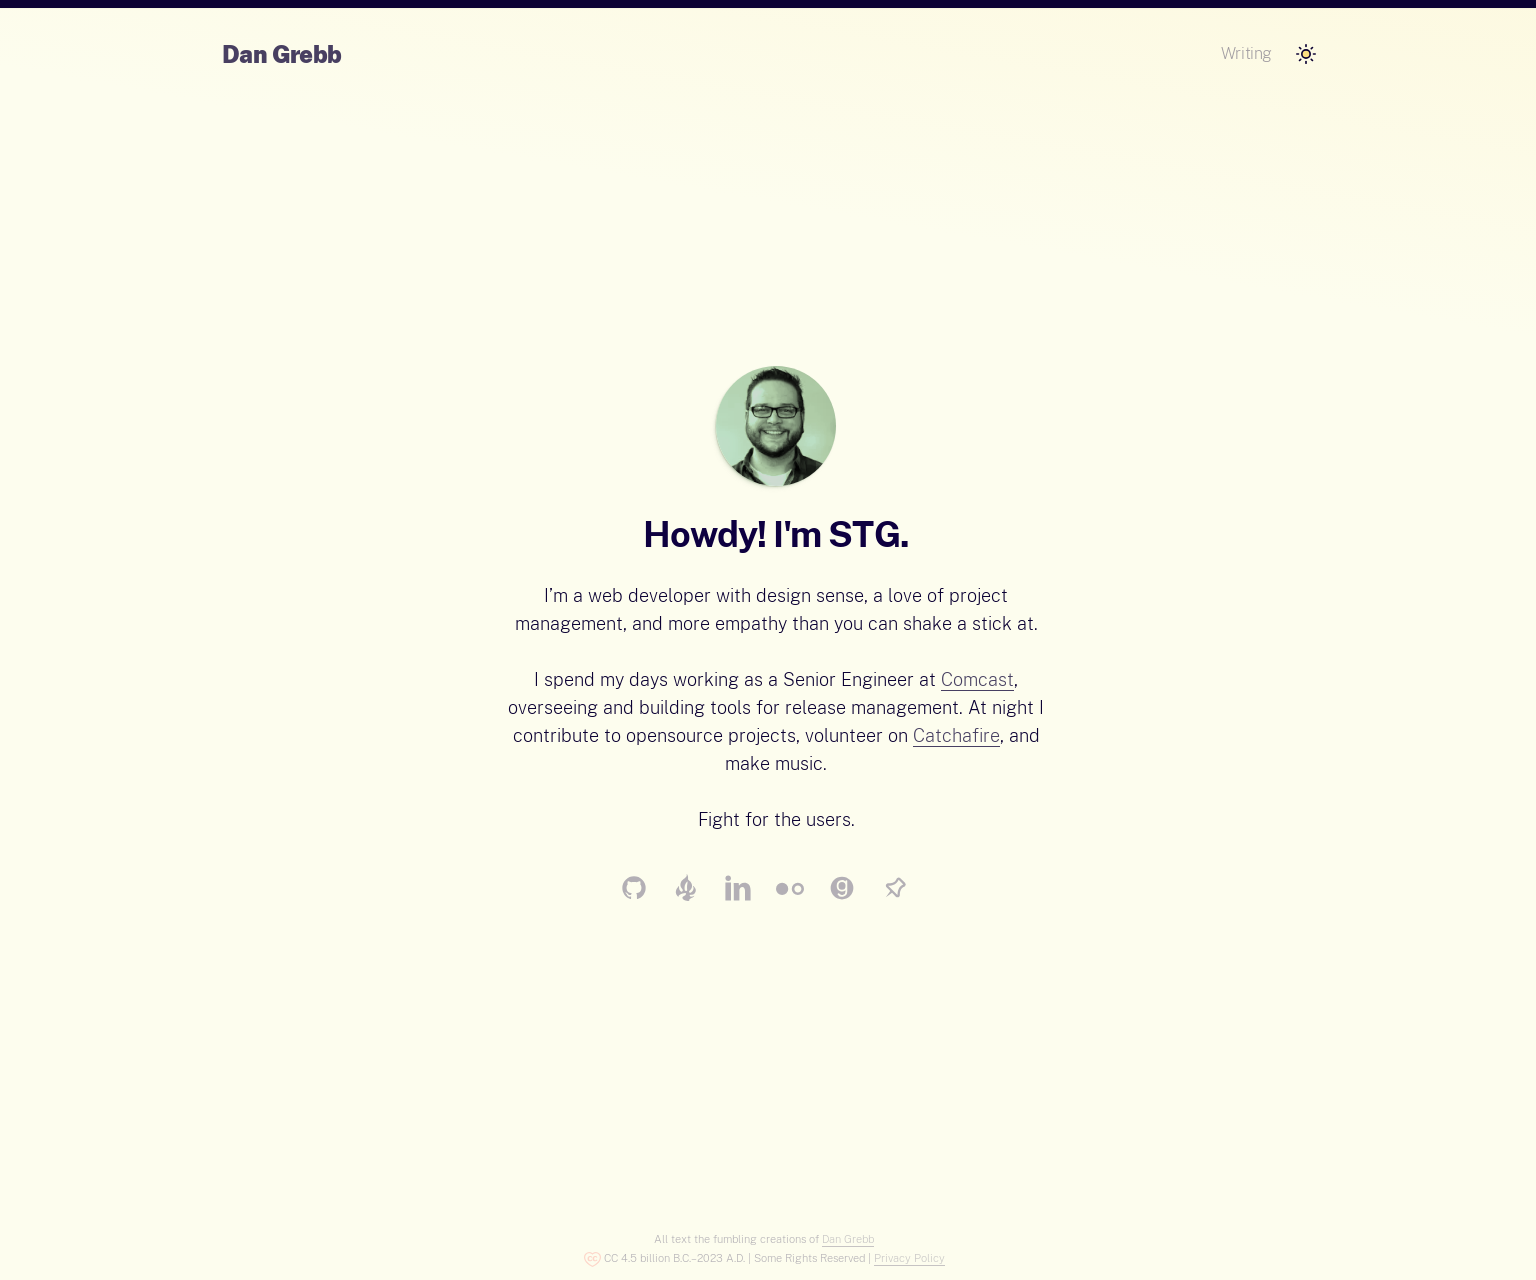 Dan Grebb
Writing
Howdy! I'm STG.
I’m a web developer with design sense, a love of project
management, and more empathy than you can shake a stick at.
I spend my days working as a Senior Engineer at Comcast,
overseeing and building tools for release management. At night I
contribute to opensource projects, volunteer on Catchafire, and
make music.
Fight for the users.
All text the fumbling creations of Dan Grebb
CC 4.5 billion B.C.–2023 A.D. | Some Rights Reserved | Privacy Policy